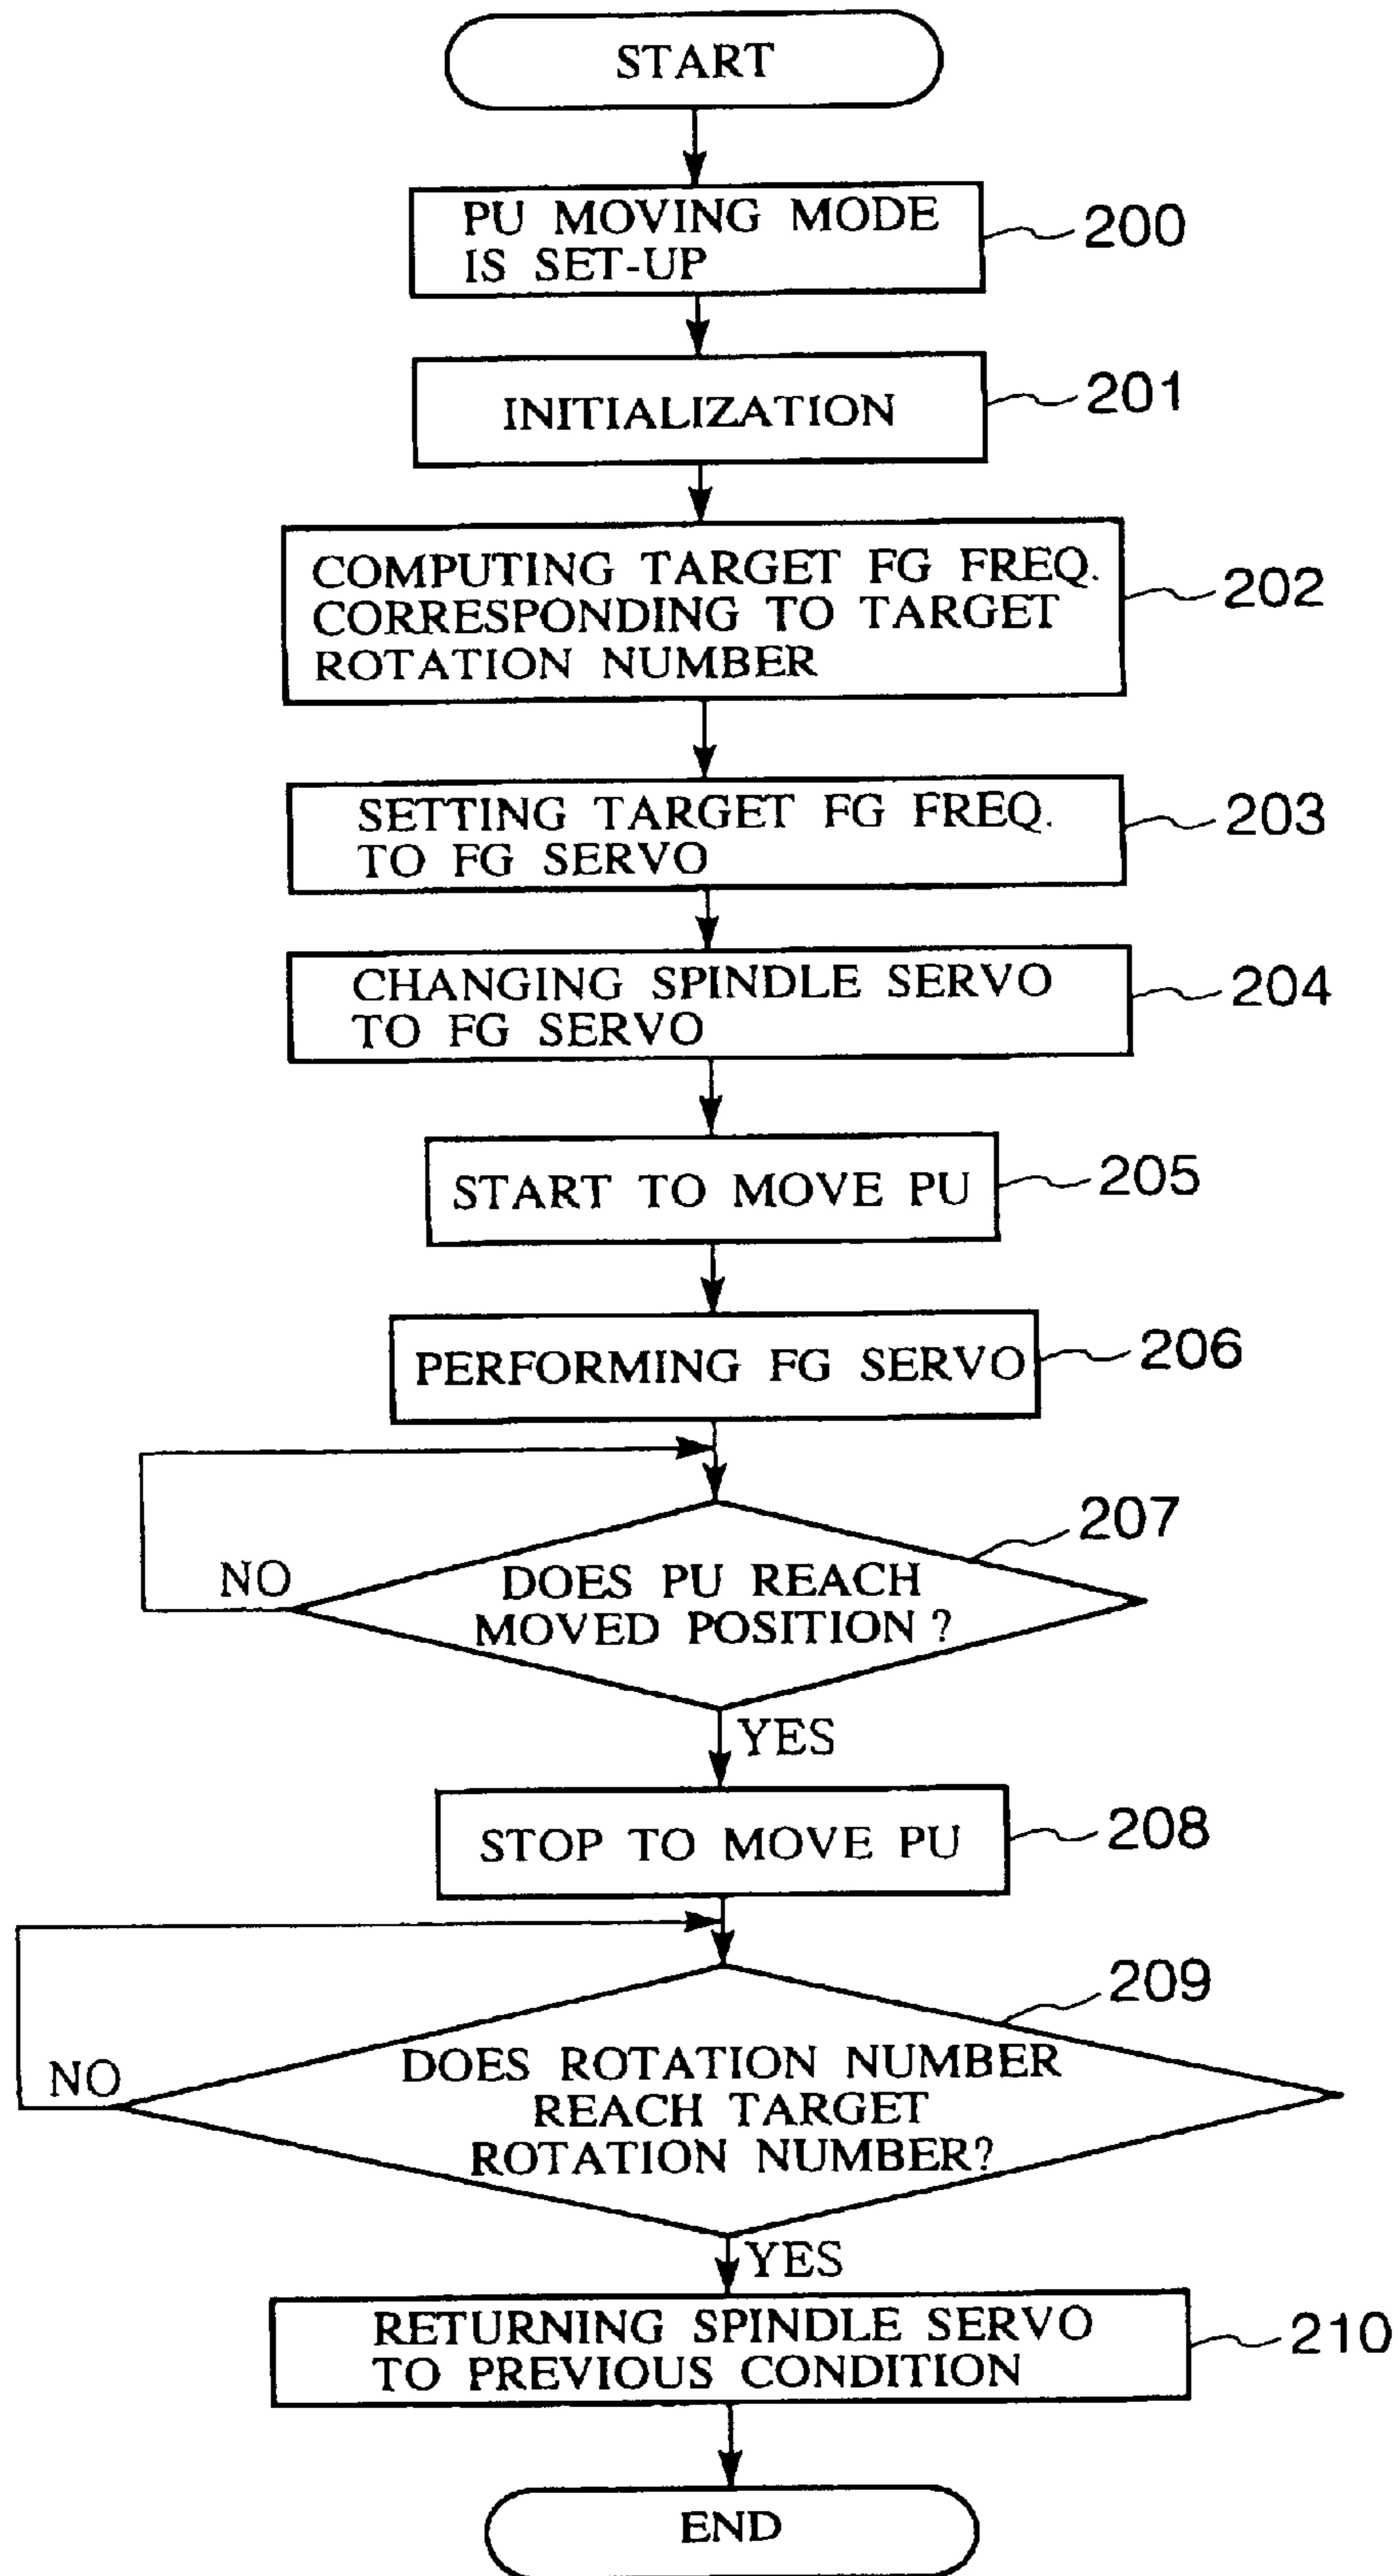 START
PU MOVING MODE
IS SET-UP
200
INITIALIZATION
201
COMPUTING TARGET FG FREQ.
CORRESPONDING TO TARGET
ROTATION NUMBER
202
SETTING TARGET FG FREQ.
TO FG SERVO
203
CHANGING SPINDLE SERVO
TO FG SERVO
204
START TO MOVE PU
205
PERFORMING FG SERVO
206
207
NO
DOES PU REACH
MOVED POSITION ?
YES
STOP TO MOVE PU
208
209
NO
DOES ROTATION NUMBER
REACH TARGET
ROTATION NUMBER?
YES
RETURNING SPINDLE SERVO
TO PREVIOUS CONDITION
210
END